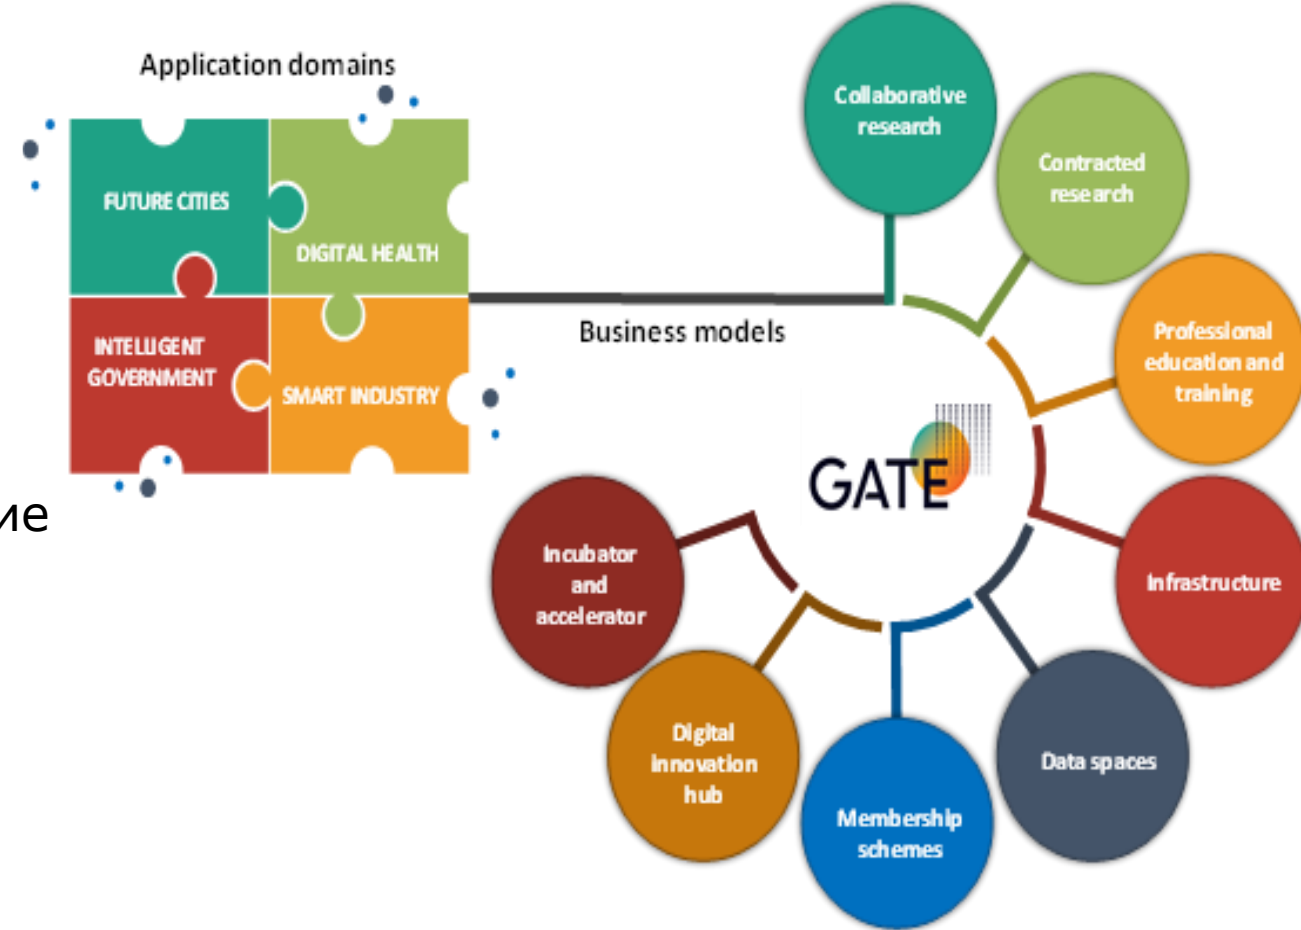 Application domains
FUTURE CITIES
DIGITAL HEALTH
INTELLIGENT
GOVERNMENT
SMART INDUSTRY
ие
Business models
Collaborative
research
Contracted
research
Professional
education and
training
Infrastructure
Data spaces
Membership
schemes
Digital
innovation
hub
Incubator
and
accelerator
GATE